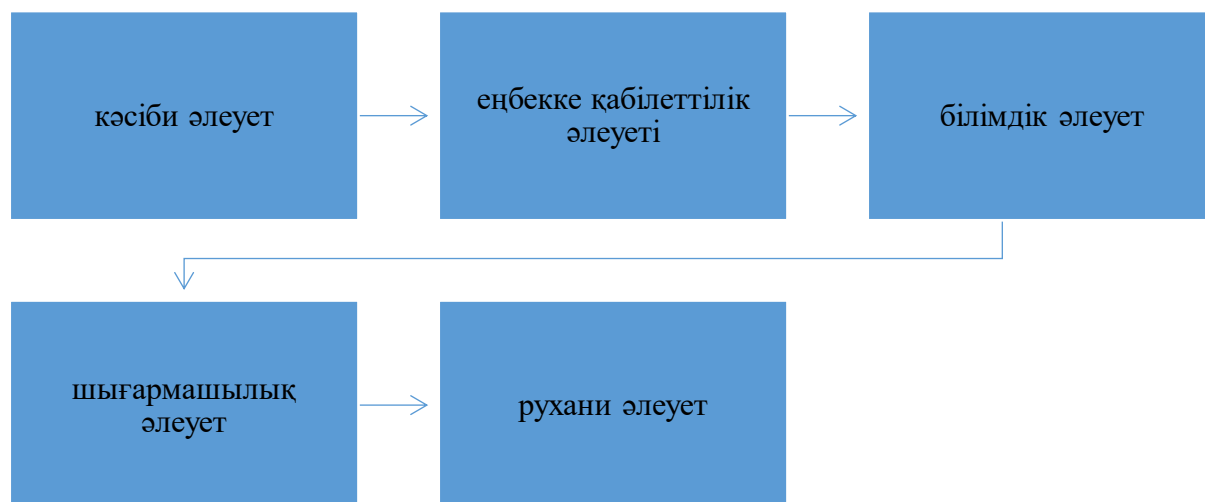 кәсіби әлеует
еңбекке қабілеттілік
әлеуеті
білімдік әлеует
шығармашылық
әлеует
рухани әлеует